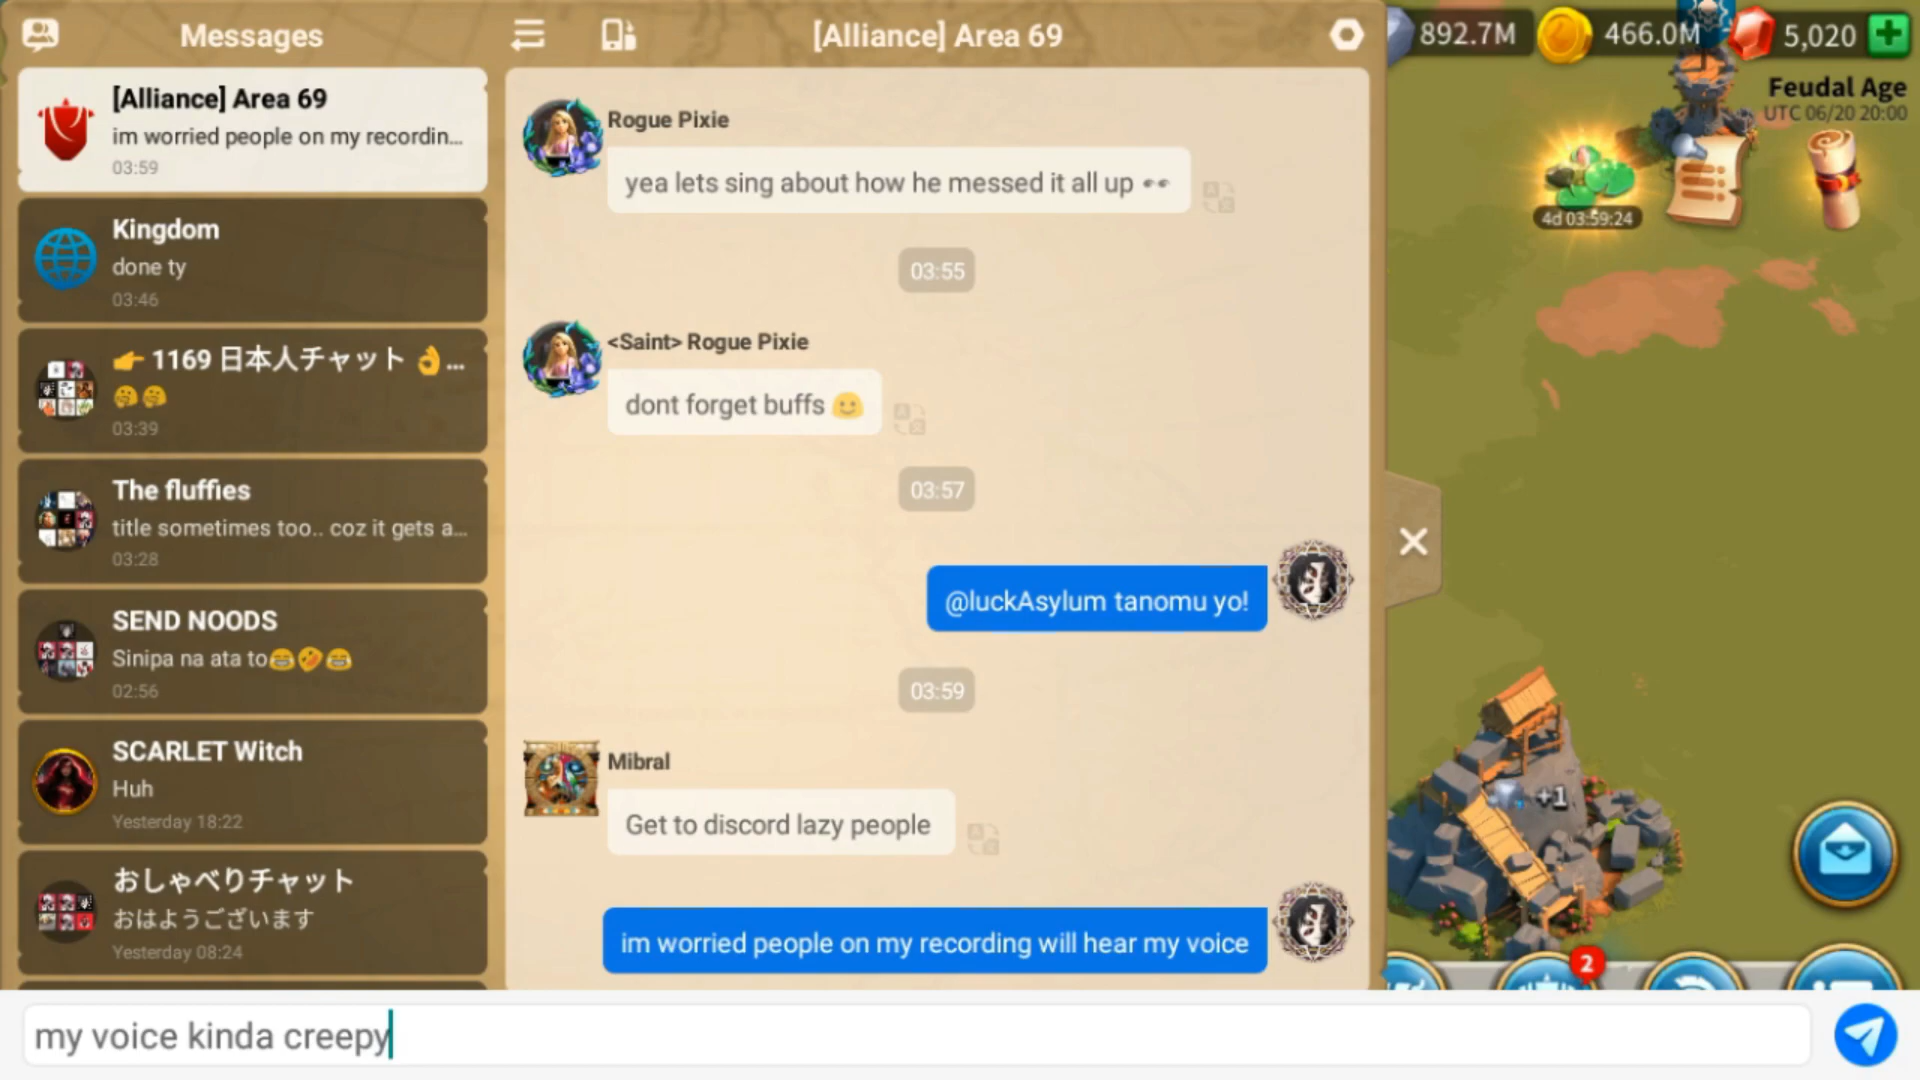 Messages
[Alliance] Area 69
im worried people on my recordin...
03:59
Kingdom
done ty
03:46
👉 1169 日本人チャット 👌...
🤗🤗
03:39
The fluffies
title sometimes too.. coz it gets a...
03:28
SEND NOODS
Sinipa na ata to😂🤣😂
02:56
SCARLET Witch
Huh
Yesterday 18:22
おしゃべりチャット
おはようございます
Yesterday 08:24
[Alliance] Area 69
Rogue Pixie
yea lets sing about how he messed it all up 👀
03:55
<Saint> Rogue Pixie
dont forget buffs 🙂
03:57
@luckAsylum tanomu yo!
03:59
Mibral
Get to discord lazy people
im worried people on my recording will hear my voice
my voice kinda creepy
892.7M
466.0M
5,020
Feudal Age
UTC 06/20 20:00
4d 03:59:24
+1
2